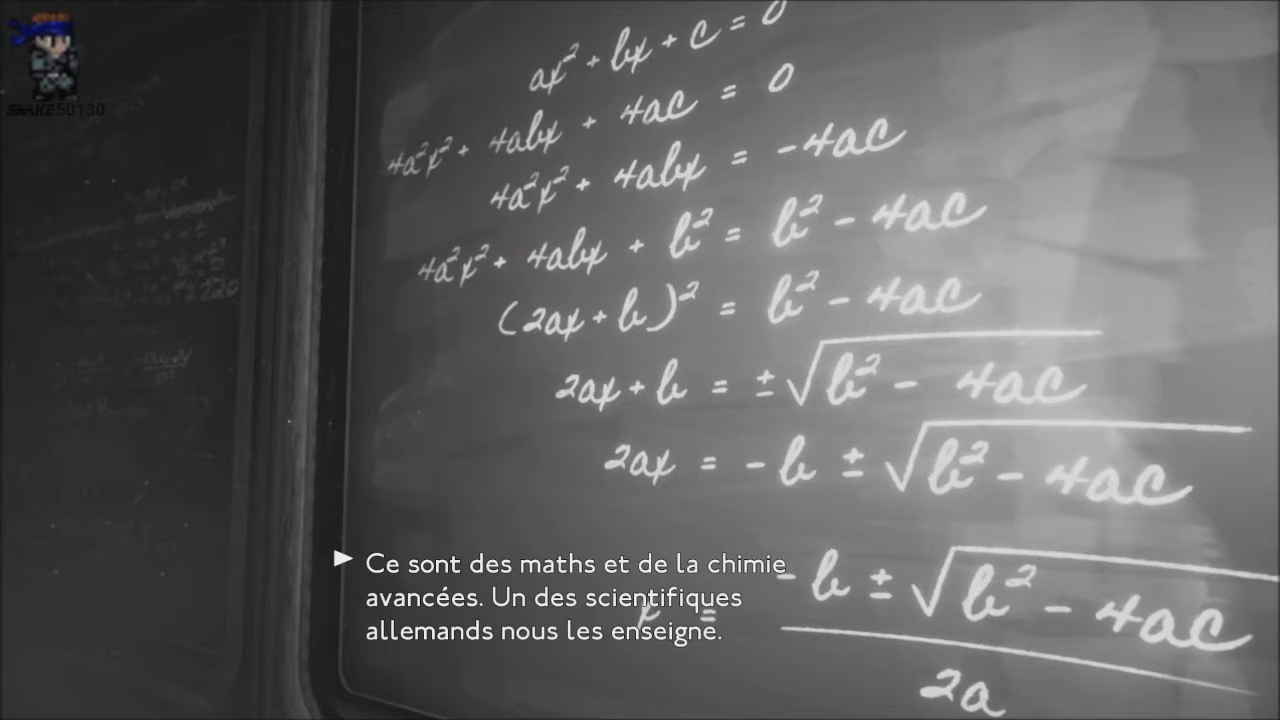 SNAKE50130
ax² + bx + c = 0
4a²x² + 4abx + 4ac = 0
4a²x² + 4abx = -4ac
4a²x² + 4abx + b² = b² - 4ac
(2ax + b)² = b² - 4ac
2ax + b = ± √b² - 4ac
2ax = - b ± √b² - 4ac
x = - b ± √b² - 4ac
2a
Ce sont des maths et de la chimie
avancées. Un des scientifiques
allemands nous les enseigne.